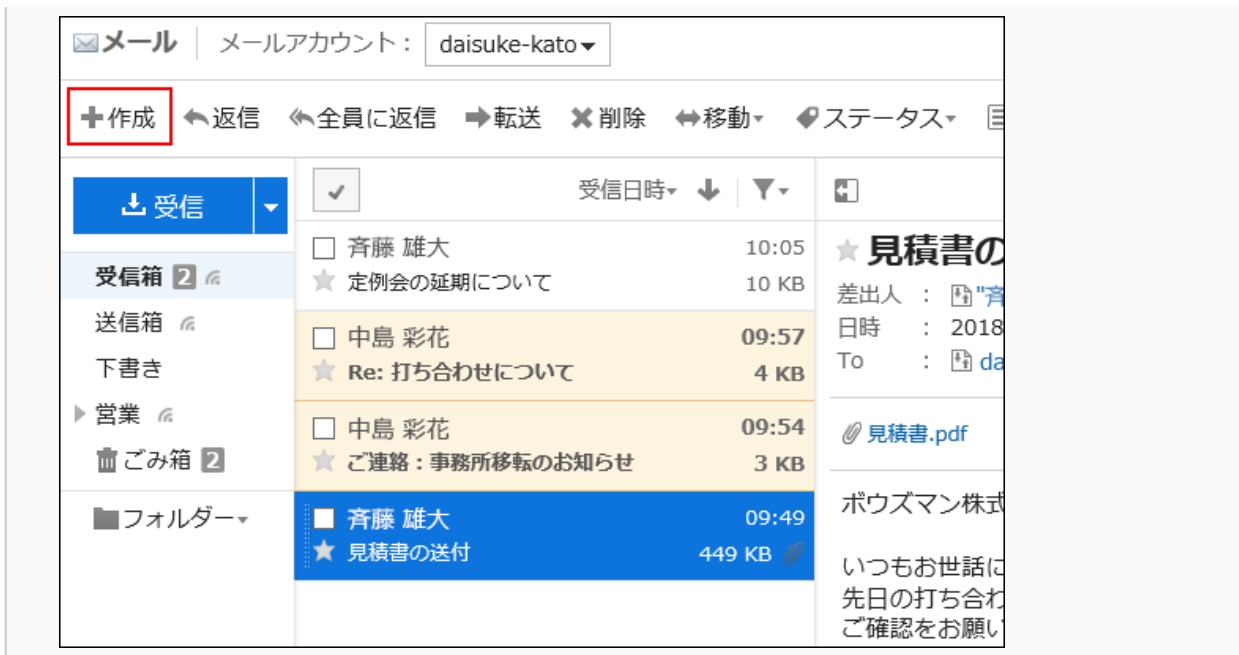 メール メールアカウント： daisuke-kato
作成 返信 全員に返信 転送 削除 移動 ステータス
受信
受信日時
受信箱 2
送信箱
下書き
営業
ごみ箱 2
フォルダー
斉藤 雄大 10:05
定例会の延期について 10 KB
中島 彩花 09:57
Re: 打ち合わせについて 4 KB
中島 彩花 09:54
ご連絡：事務所移転のお知らせ 3 KB
斉藤 雄大 09:49
見積書の送付 449 KB
見積書の
差出人 ： "斉
日時 ： 2018
To ： da
見積書.pdf
ボウズマン株式
いつもお世話に
先日の打ち合わ
ご確認をお願い